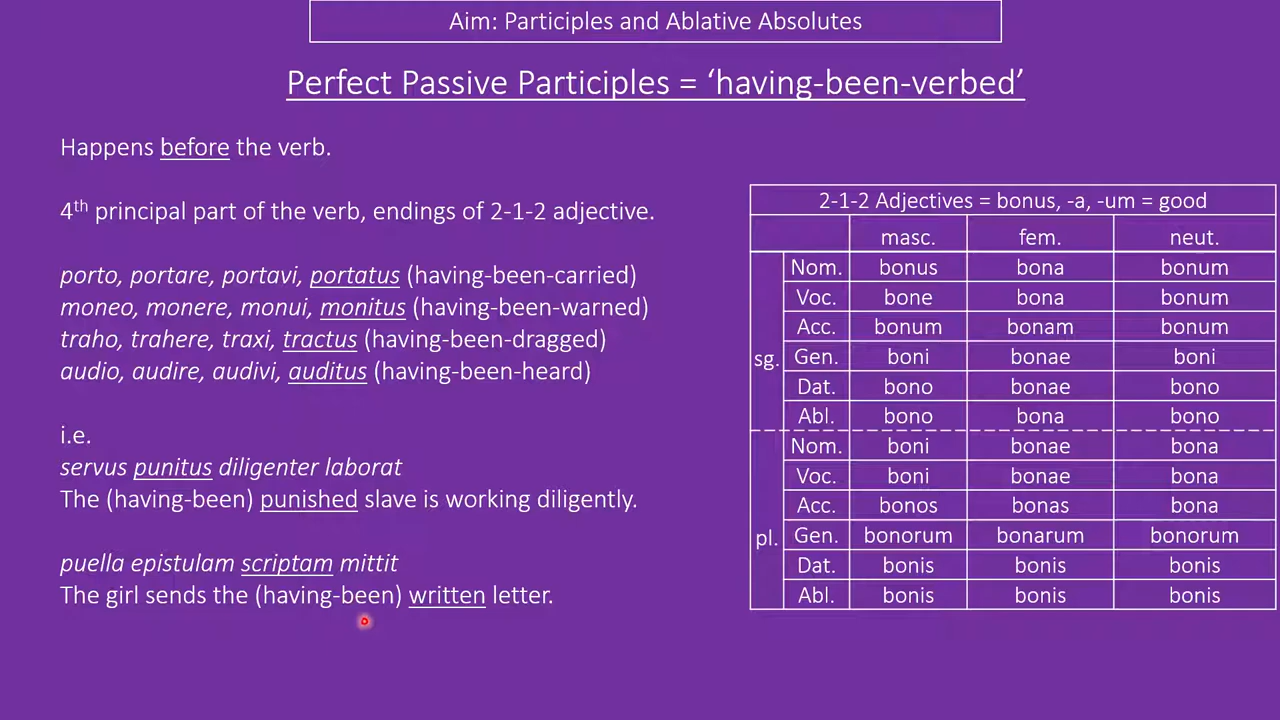 Aim: Participles and Ablative Absolutes
Perfect Passive Participles = ‘having-been-verbed’
Happens before the verb.
4th principal part of the verb, endings of 2-1-2 adjective.
porto, portare, portavi, portatus (having-been-carried)
moneo, monere, monui, monitus (having-been-warned)
traho, trahere, traxi, tractus (having-been-dragged)
audio, audire, audivi, auditus (having-been-heard)
i.e.
servus punitus diligenter laborat
The (having-been) punished slave is working diligently.
puella epistulam scriptam mittit
The girl sends the (having-been) written letter.
2-1-2 Adjectives = bonus, -a, -um = good
masc. fem. neut.
sg.
Nom. bonus bona bonum
Voc. bone bona bonum
Acc. bonum bonam bonum
Gen. boni bonae boni
Dat. bono bonae bono
Abl. bono bona bono
pl.
Nom. boni bonae bona
Voc. boni bonae bona
Acc. bonos bonas bona
Gen. bonorum bonarum bonorum
Dat. bonis bonis bonis
Abl. bonis bonis bonis